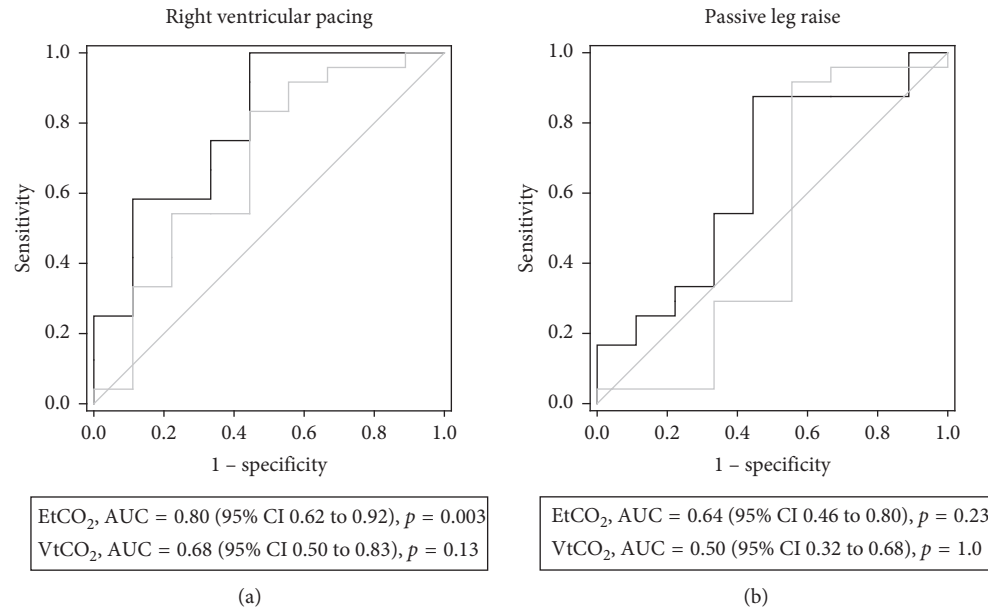 Right ventricular pacing
1.0
0.8
0.6
0.4
0.2
0.0
Sensitivity
0.0 0.2 0.4 0.6 0.8 1.0
1 – specificity
EtCO₂, AUC = 0.80 (95% CI 0.62 to 0.92), p = 0.003
VtCO₂, AUC = 0.68 (95% CI 0.50 to 0.83), p = 0.13
(a)
Passive leg raise
1.0
0.8
0.6
0.4
0.2
0.0
Sensitivity
0.0 0.2 0.4 0.6 0.8 1.0
1 – specificity
EtCO₂, AUC = 0.64 (95% CI 0.46 to 0.80), p = 0.23
VtCO₂, AUC = 0.50 (95% CI 0.32 to 0.68), p = 1.0
(b)